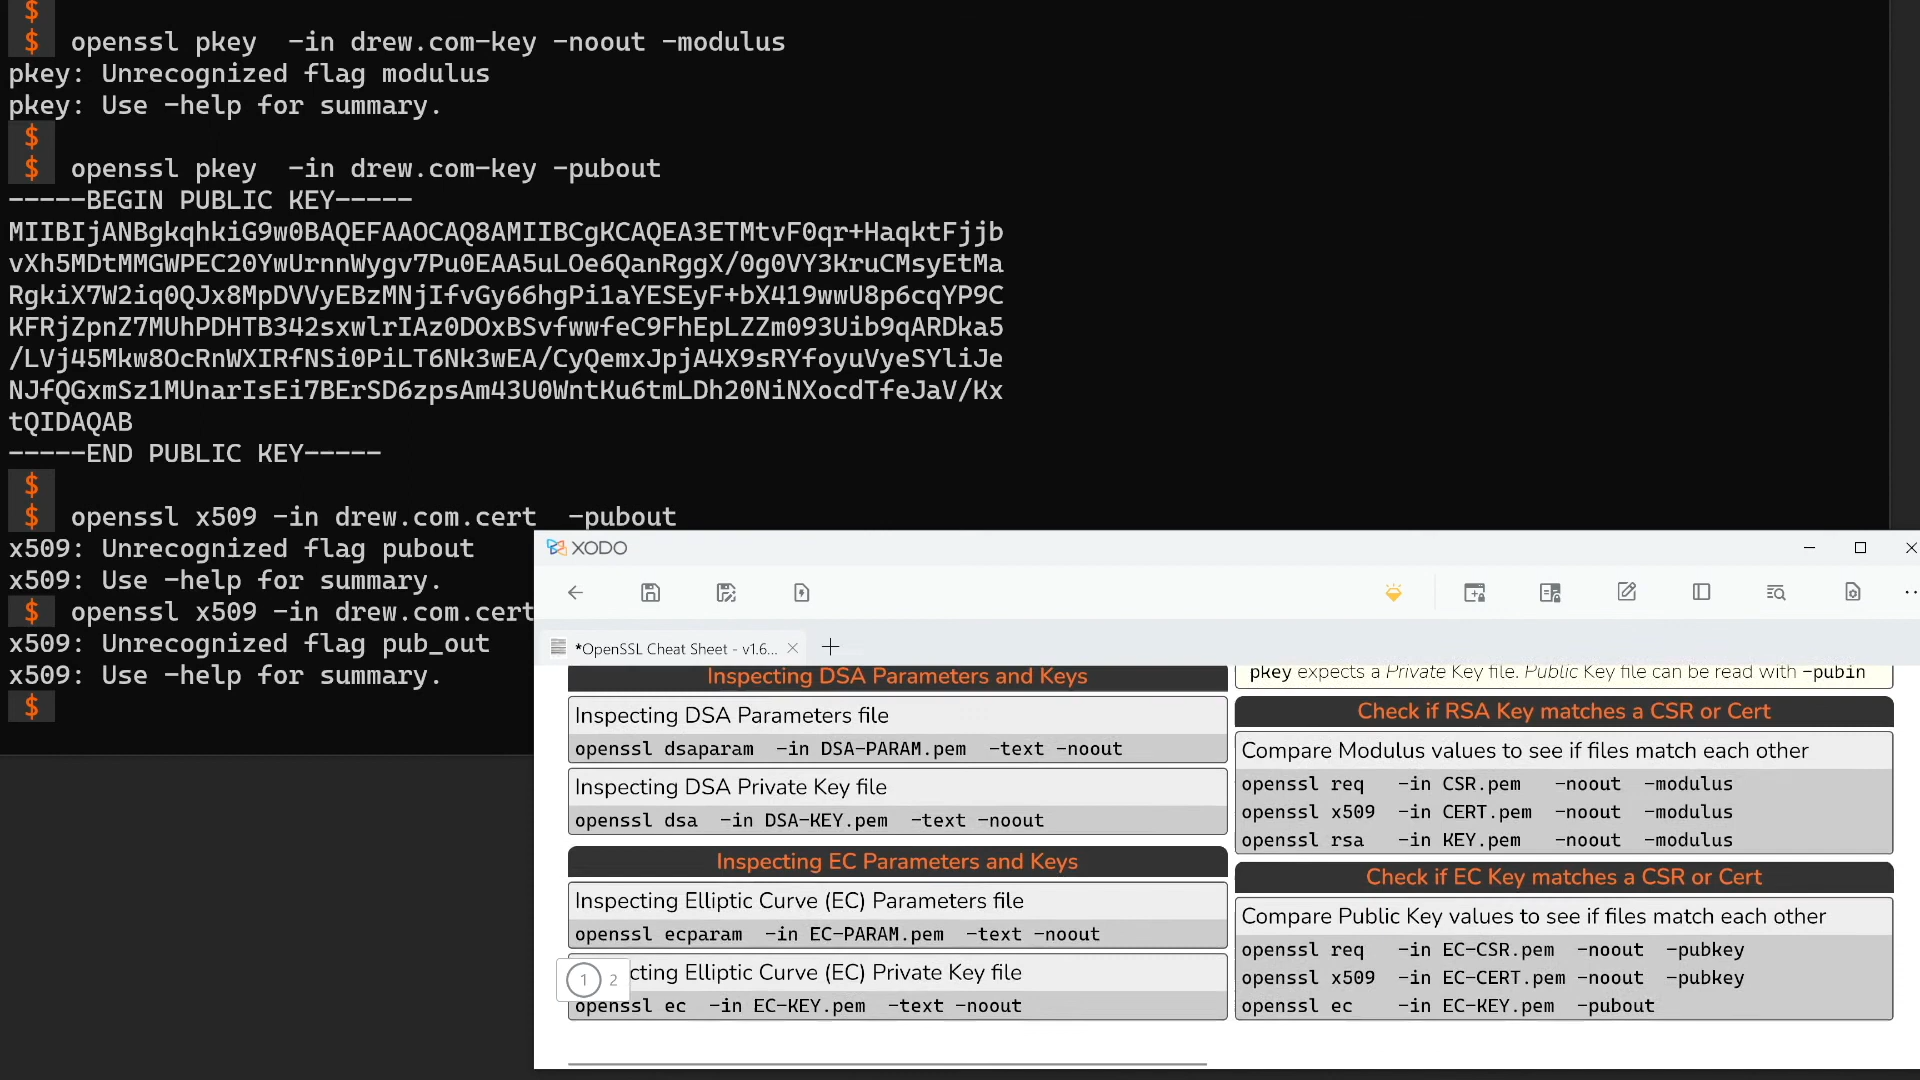 $
$ openssl pkey  -in drew.com-key -noout -modulus
pkey: Unrecognized flag modulus
pkey: Use -help for summary.
$
$ openssl pkey  -in drew.com-key -pubout
-----BEGIN PUBLIC KEY-----
MIIBIjANBgkqhkiG9w0BAQEFAAOCAQ8AMIIBCgKCAQEA3ETMtvF0qr+HaqktFjjb
vXh5MDtMMGWPEC20YwUrnnWygv7Pu0EAA5uLOe6QanRggX/0g0VY3KruCMsyEtMa
RgkiX7W2iq0QJx8MpDVVyEBzMNjIfvGy66hgPi1aYESEyF+bX419wwU8p6cqYP9C
KFRjZpnZ7MUhPDHTB342sxwlrIAz0DOxBSvfwwfeC9FhEpLZZm093Uib9qARDka5
/LVj45Mkw8OcRnWXIRfNSi0PiLT6Nk3wEA/CyQemxJpjA4X9sRYfoyuVyeSYliJe
NJfQGxmSz1MUnarIsEi7BErSD6zpsAm43U0WntKu6tmLDh20NiNXocdTfeJaV/Kx
tQIDAQAB
-----END PUBLIC KEY-----
$
$ openssl x509 -in drew.com.cert  -pubout
x509: Unrecognized flag pubout
x509: Use -help for summary.
$ openssl x509 -in drew.com.cert
x509: Unrecognized flag pub_out
x509: Use -help for summary.
$
XODO
*OpenSSL Cheat Sheet - v1.6...
Inspecting DSA Parameters and Keys
Inspecting DSA Parameters file
openssl dsaparam  -in DSA-PARAM.pem  -text -noout
Inspecting DSA Private Key file
openssl dsa  -in DSA-KEY.pem  -text -noout
Inspecting EC Parameters and Keys
Inspecting Elliptic Curve (EC) Parameters file
openssl ecparam  -in EC-PARAM.pem  -text -noout
cting Elliptic Curve (EC) Private Key file
openssl ec  -in EC-KEY.pem  -text -noout
1 2
pkey expects a Private Key file. Public Key file can be read with -pubin
Check if RSA Key matches a CSR or Cert
Compare Modulus values to see if files match each other
openssl req   -in CSR.pem   -noout  -modulus
openssl x509  -in CERT.pem  -noout  -modulus
openssl rsa   -in KEY.pem   -noout  -modulus
Check if EC Key matches a CSR or Cert
Compare Public Key values to see if files match each other
openssl req   -in EC-CSR.pem  -noout  -pubkey
openssl x509  -in EC-CERT.pem -noout  -pubkey
openssl ec    -in EC-KEY.pem  -pubout